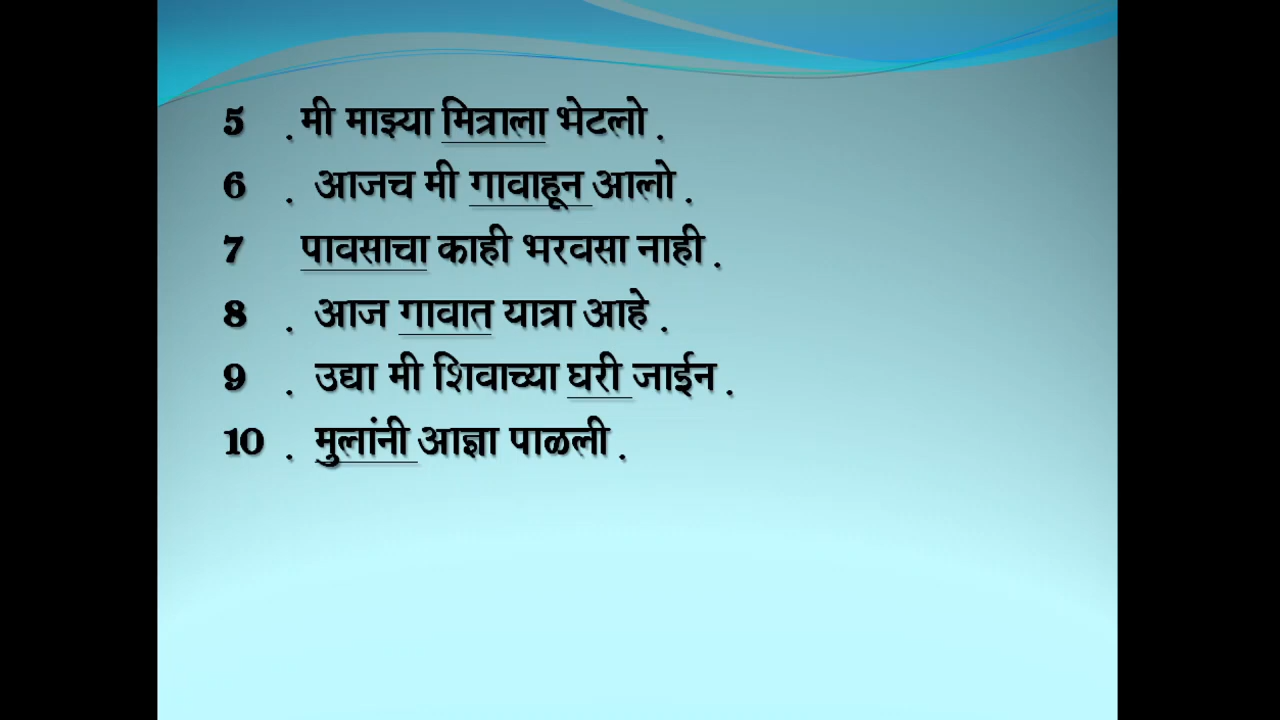 5 . मी माझ्या मित्राला भेटलो .
6 . आजच मी गावाहून आलो .
7 पावसाचा काही भरवसा नाही .
8 . आज गावात यात्रा आहे .
9 . उद्या मी शिवाच्या घरी जाईन .
10 . मुलांनी आज्ञा पाळली .